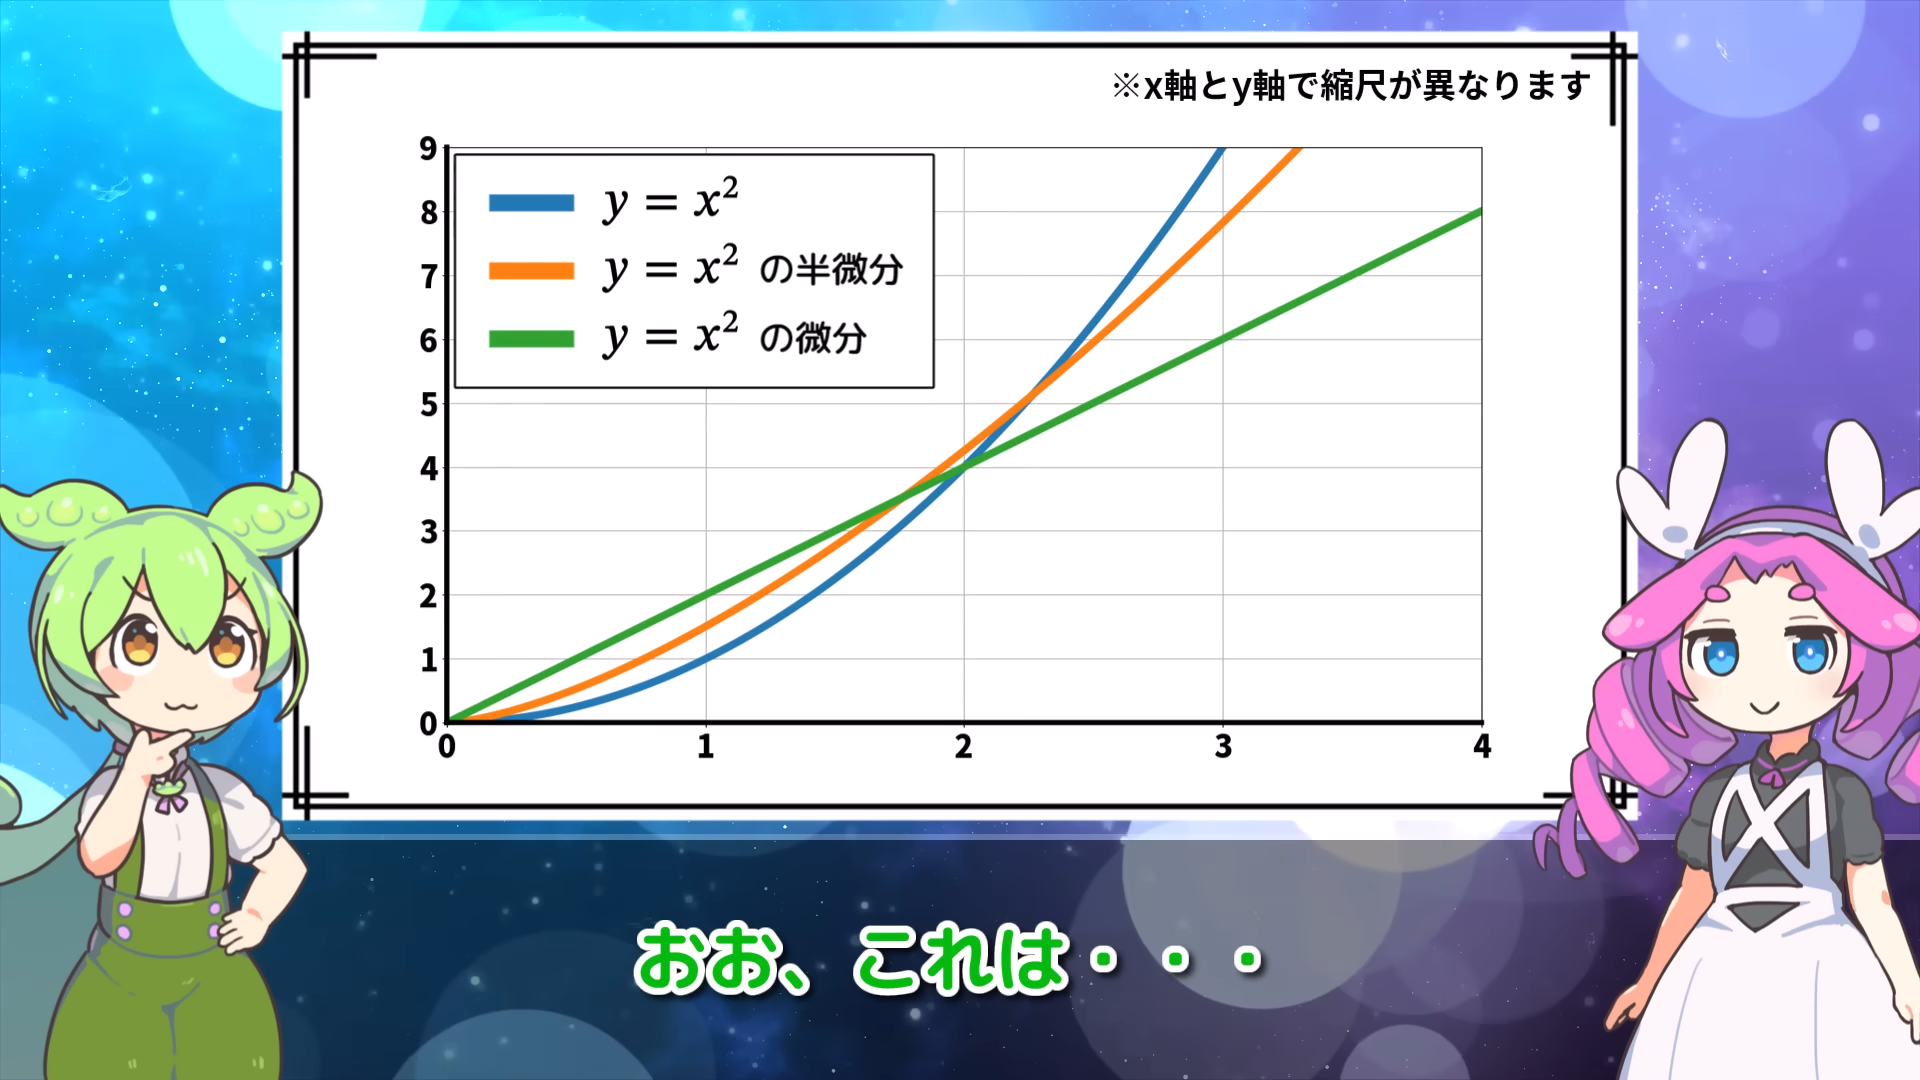 ※x軸とy軸で縮尺が異なります
9
8
7
6
5
4
3
2
1
0
y = x²
y = x² の半微分
y = x² の微分
0 1 2 3 4
おお、これは・・・